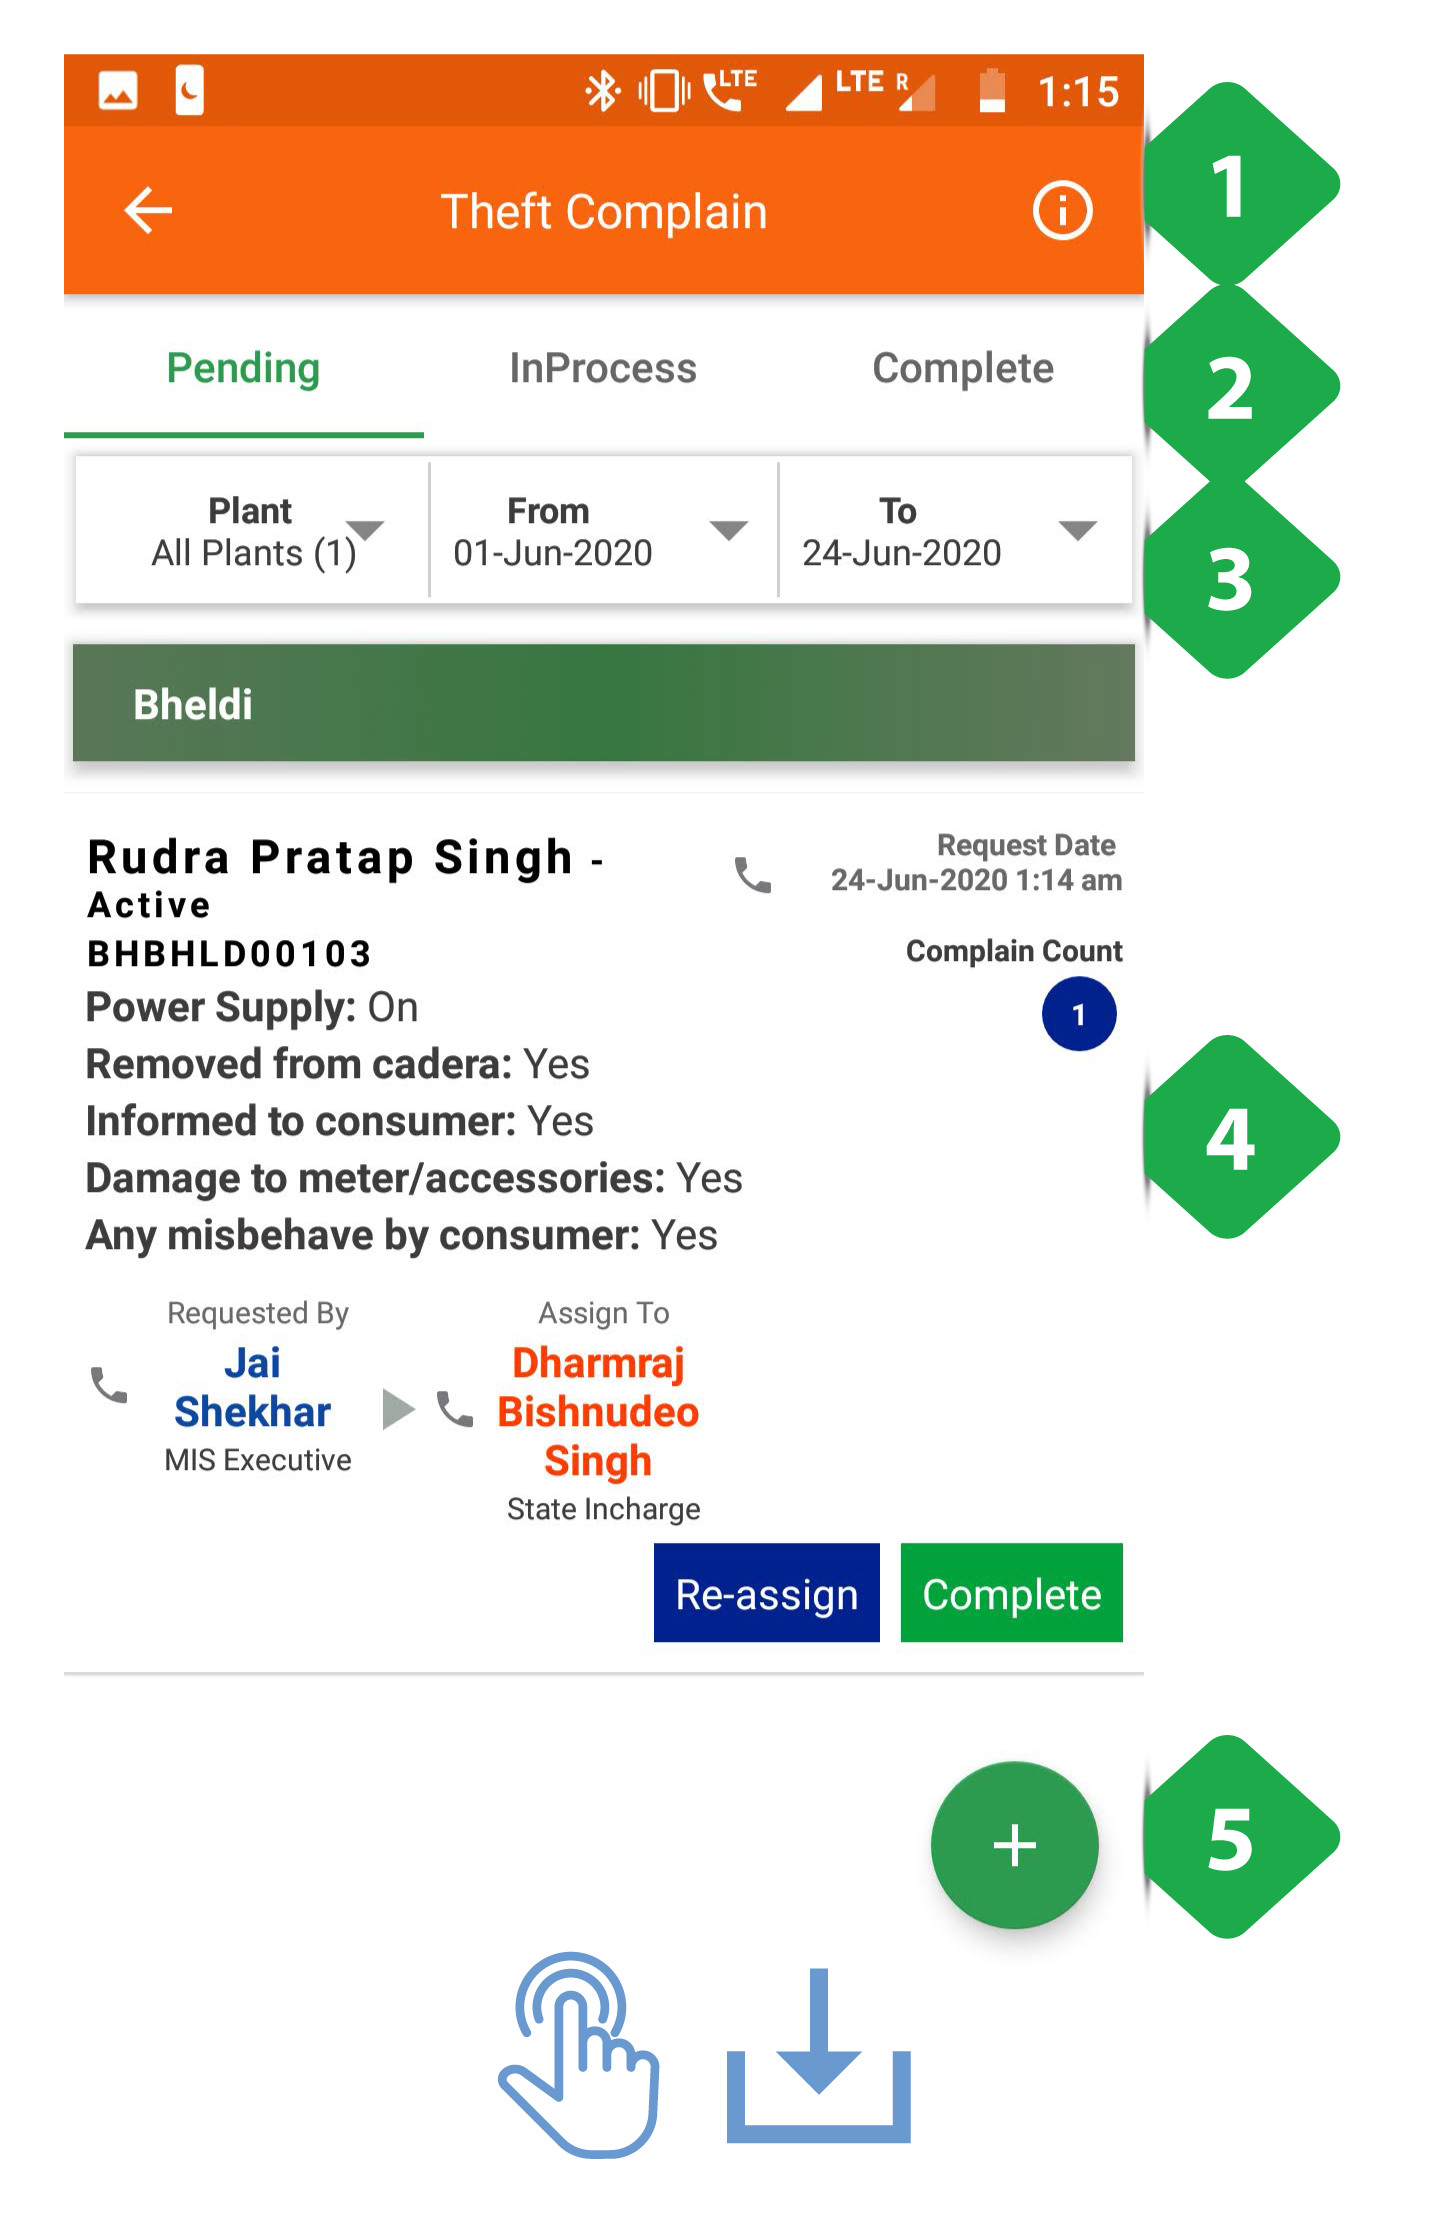 LTE LTE R 1:15
Theft Complain
1
Pending InProcess Complete
2
Plant From To
All Plants (1) 01-Jun-2020 24-Jun-2020
3
Bheldi
Rudra Pratap Singh -
Active
BHBHLD00103
Request Date
24-Jun-2020 1:14 am
Complain Count
1
Power Supply: On
Removed from cadera: Yes
Informed to consumer: Yes
Damage to meter/accessories: Yes
Any misbehave by consumer: Yes
4
Requested By
Jai
Shekhar
MIS Executive
Assign To
Dharmraj
Bishnudeo
Singh
State Incharge
Re-assign Complete
+
5